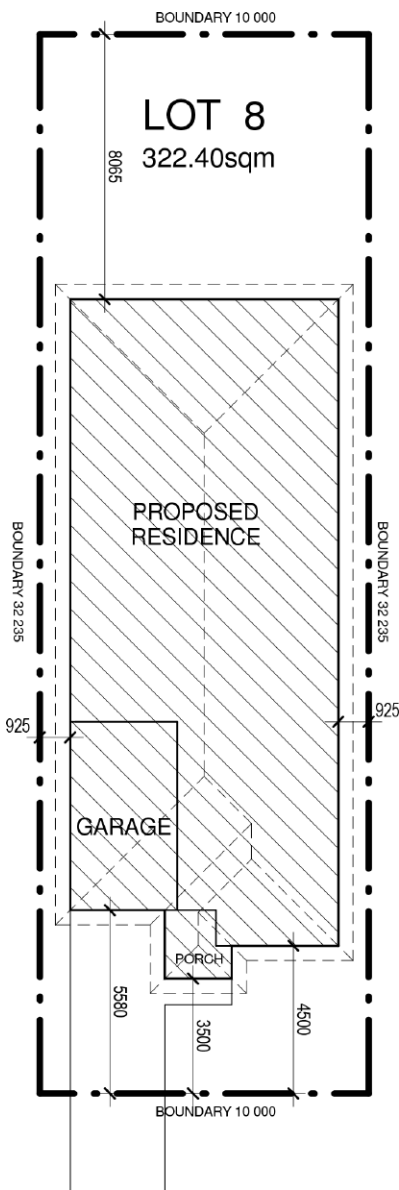 BOUNDARY 10 000
LOT 8
322.40sqm
8065
PROPOSED
RESIDENCE
BOUNDARY 32 235
BOUNDARY 32 235
925
925
GARAGE
PORCH
5580
3500
4500
BOUNDARY 10 000